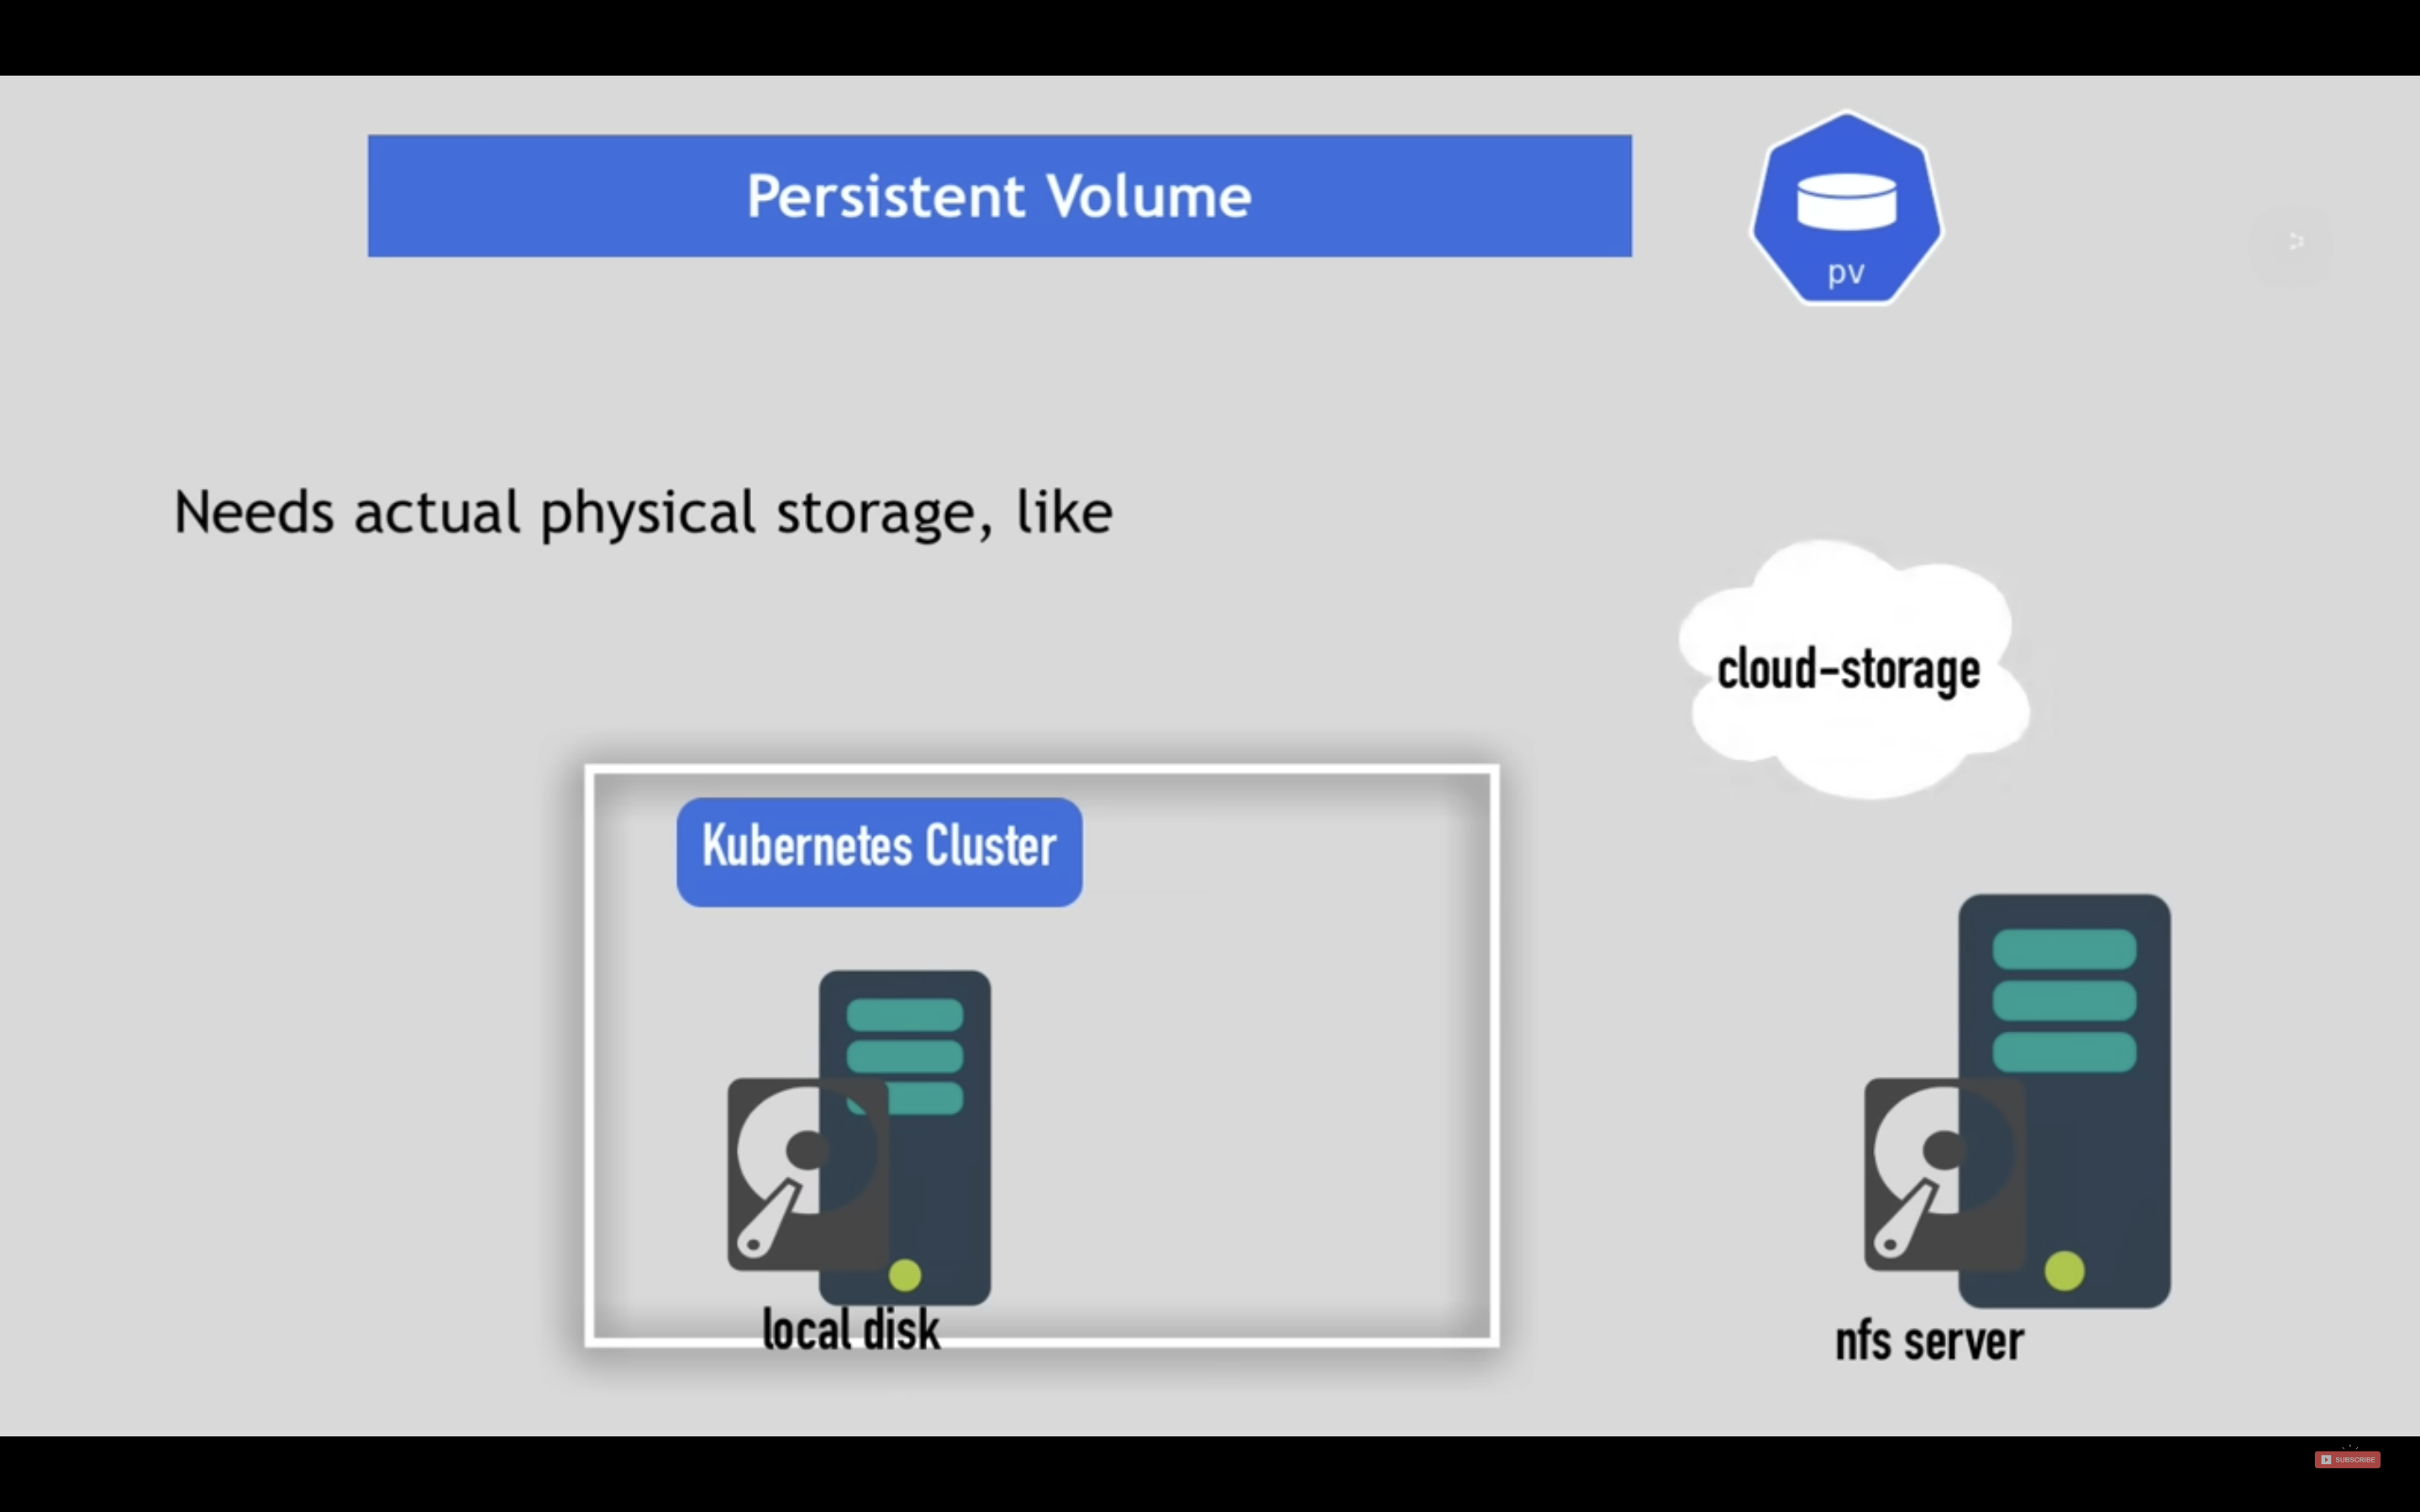 Persistent Volume
pv
Needs actual physical storage, like
cloud-storage
Kubernetes Cluster
local disk
nfs server
SUBSCRIBE